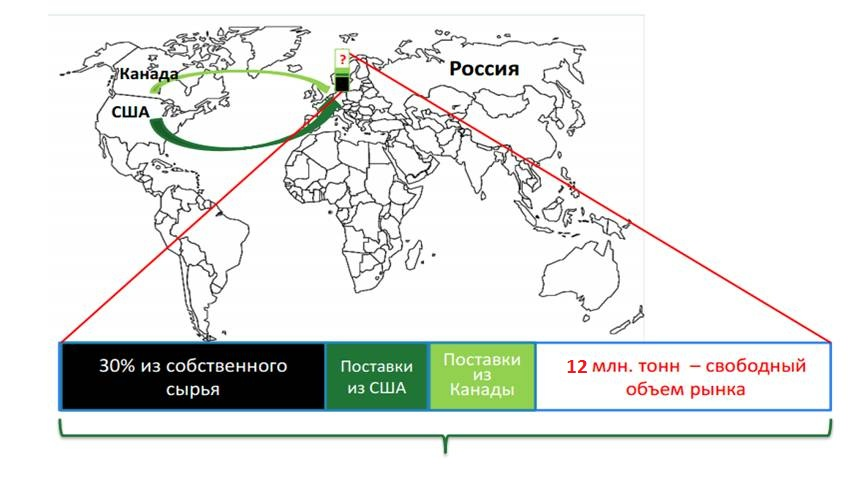 ?
Канада
Россия
США
30% из собственного
сырья
Поставки
из США
Поставки
из
Канады
12 млн. тонн – свободный
объем рынка